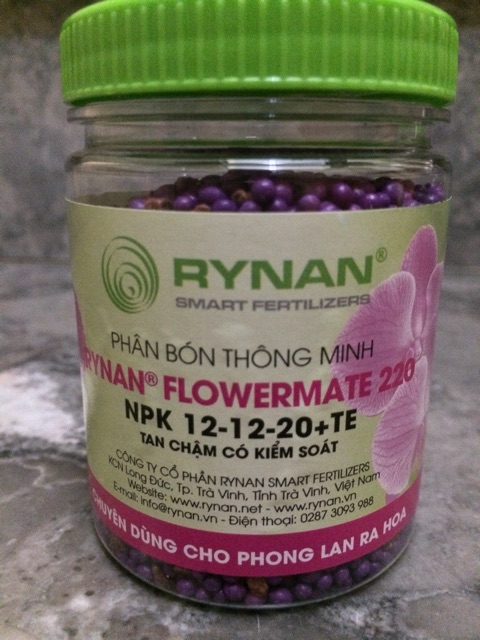 RYNAN®
SMART FERTILIZERS
PHÂN BÓN THÔNG MINH
RYNAN® FLOWERMATE 220
NPK 12-12-20+TE
TAN CHẬM CÓ KIỂM SOÁT
CÔNG TY CỔ PHẦN RYNAN SMART FERTILIZERS
KCN Long Đức, Tp. Trà Vinh, Tỉnh Trà Vinh, Việt Nam
Website: www.rynan.net - www.rynan.vn
E-mail: info@rynan.vn - Điện thoại: 0287 3093 988
CHUYÊN DÙNG CHO PHONG LAN RA HOA